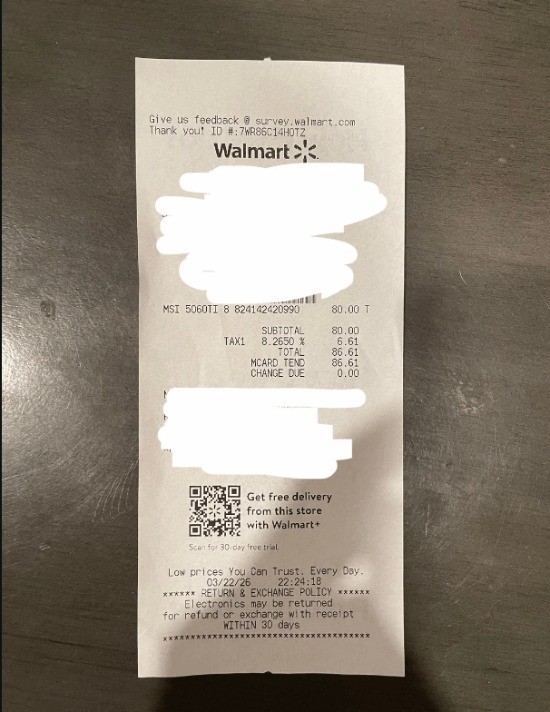 Give us feedback @ survey.walmart.com
Thank you! ID #:7WR86C14H0TZ
Walmart
MSI 5060TI 8 824142420990 80.00 T
SUBTOTAL 80.00
TAX1 8.2650 % 6.61
TOTAL 86.61
MCARD TEND 86.61
CHANGE DUE 0.00
Get free delivery
from this store
with Walmart+
Scan for 30-day free trial.
Low prices You Can Trust. Every Day.
03/22/26 22:24:18
****** RETURN & EXCHANGE POLICY ******
Electronics may be returned
for refund or exchange with receipt
WITHIN 30 days
***************************************